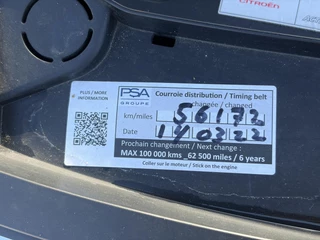 CITROËN
PLUS / MORE
INFORMATION
PSA
GROUPE
Courroie distribution / Timing belt
changée / changed
km/miles 56172
Date 14 03 22
Prochain changement / Next change :
MAX 100 000 kms _62 500 miles / 6 years
Coller sur le moteur / Stick on the engine